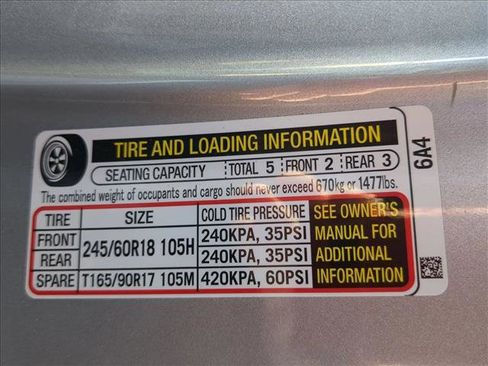 TIRE AND LOADING INFORMATION
SEATING CAPACITY TOTAL 5 FRONT 2 REAR 3
The combined weight of occupants and cargo should never exceed 670kg or 1477lbs.
TIRE SIZE COLD TIRE PRESSURE
FRONT 245/60R18 105H 240KPA, 35PSI
REAR 240KPA, 35PSI
SPARE T165/90R17 105M 420KPA, 60PSI
SEE OWNER'S
MANUAL FOR
ADDITIONAL
INFORMATION
6A4